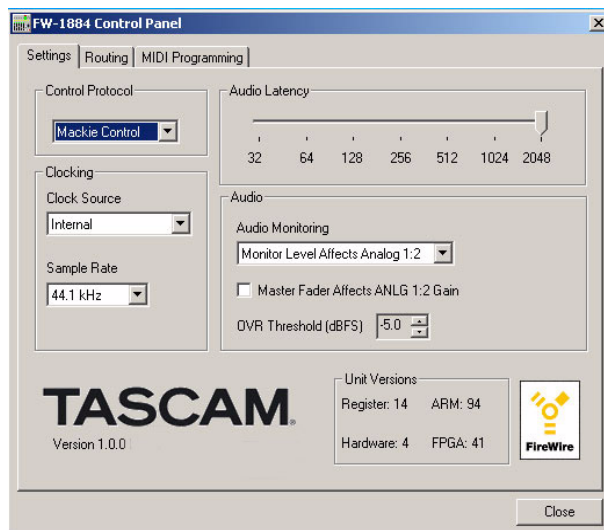 FW-1884 Control Panel
Settings
Routing
MIDI Programming
Control Protocol
Mackie Control
Audio Latency
32 64 128 256 512 1024 2048
Clocking
Clock Source
Internal
Sample Rate
44.1 kHz
Audio
Audio Monitoring
Monitor Level Affects Analog 1:2
Master Fader Affects ANLG 1:2 Gain
OVR Threshold (dBFS) -5.0
TASCAM®
Version 1.0.0
Unit Versions
Register: 14 ARM: 94
Hardware: 4 FPGA: 41
FireWire
Close